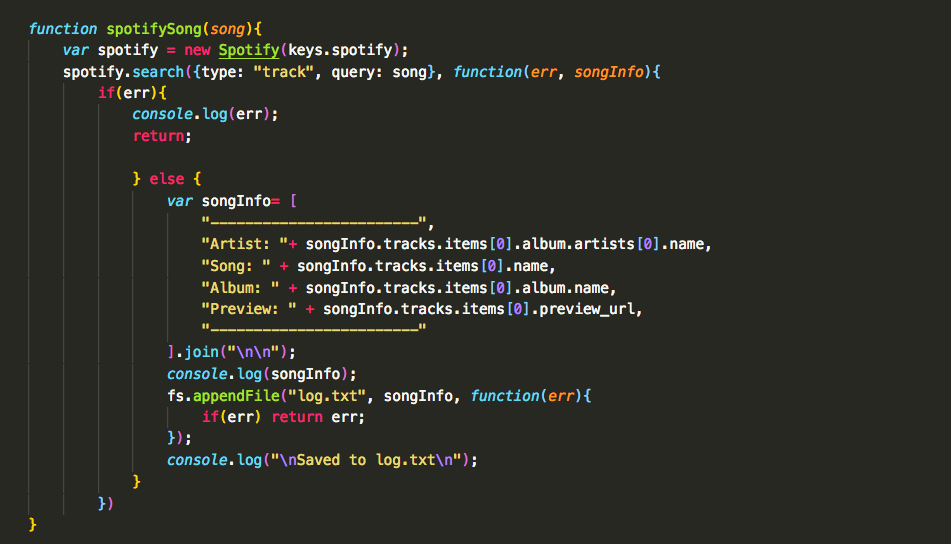 function spotifySong(song){
    var spotify = new Spotify(keys.spotify);
    spotify.search({type: "track", query: song}, function(err, songInfo){
        if(err){
            console.log(err);
            return;

            } else {
                var songInfo= [
                    "------------------------",
                    "Artist: "+ songInfo.tracks.items[0].album.artists[0].name,
                    "Song: " + songInfo.tracks.items[0].name,
                    "Album: " + songInfo.tracks.items[0].album.name,
                    "Preview: " + songInfo.tracks.items[0].preview_url,
                    "------------------------"
                ].join("\n\n");
                console.log(songInfo);
                fs.appendFile("log.txt", songInfo, function(err){
                    if(err) return err;
                });
                console.log("\nSaved to log.txt\n");
            }
        })
}